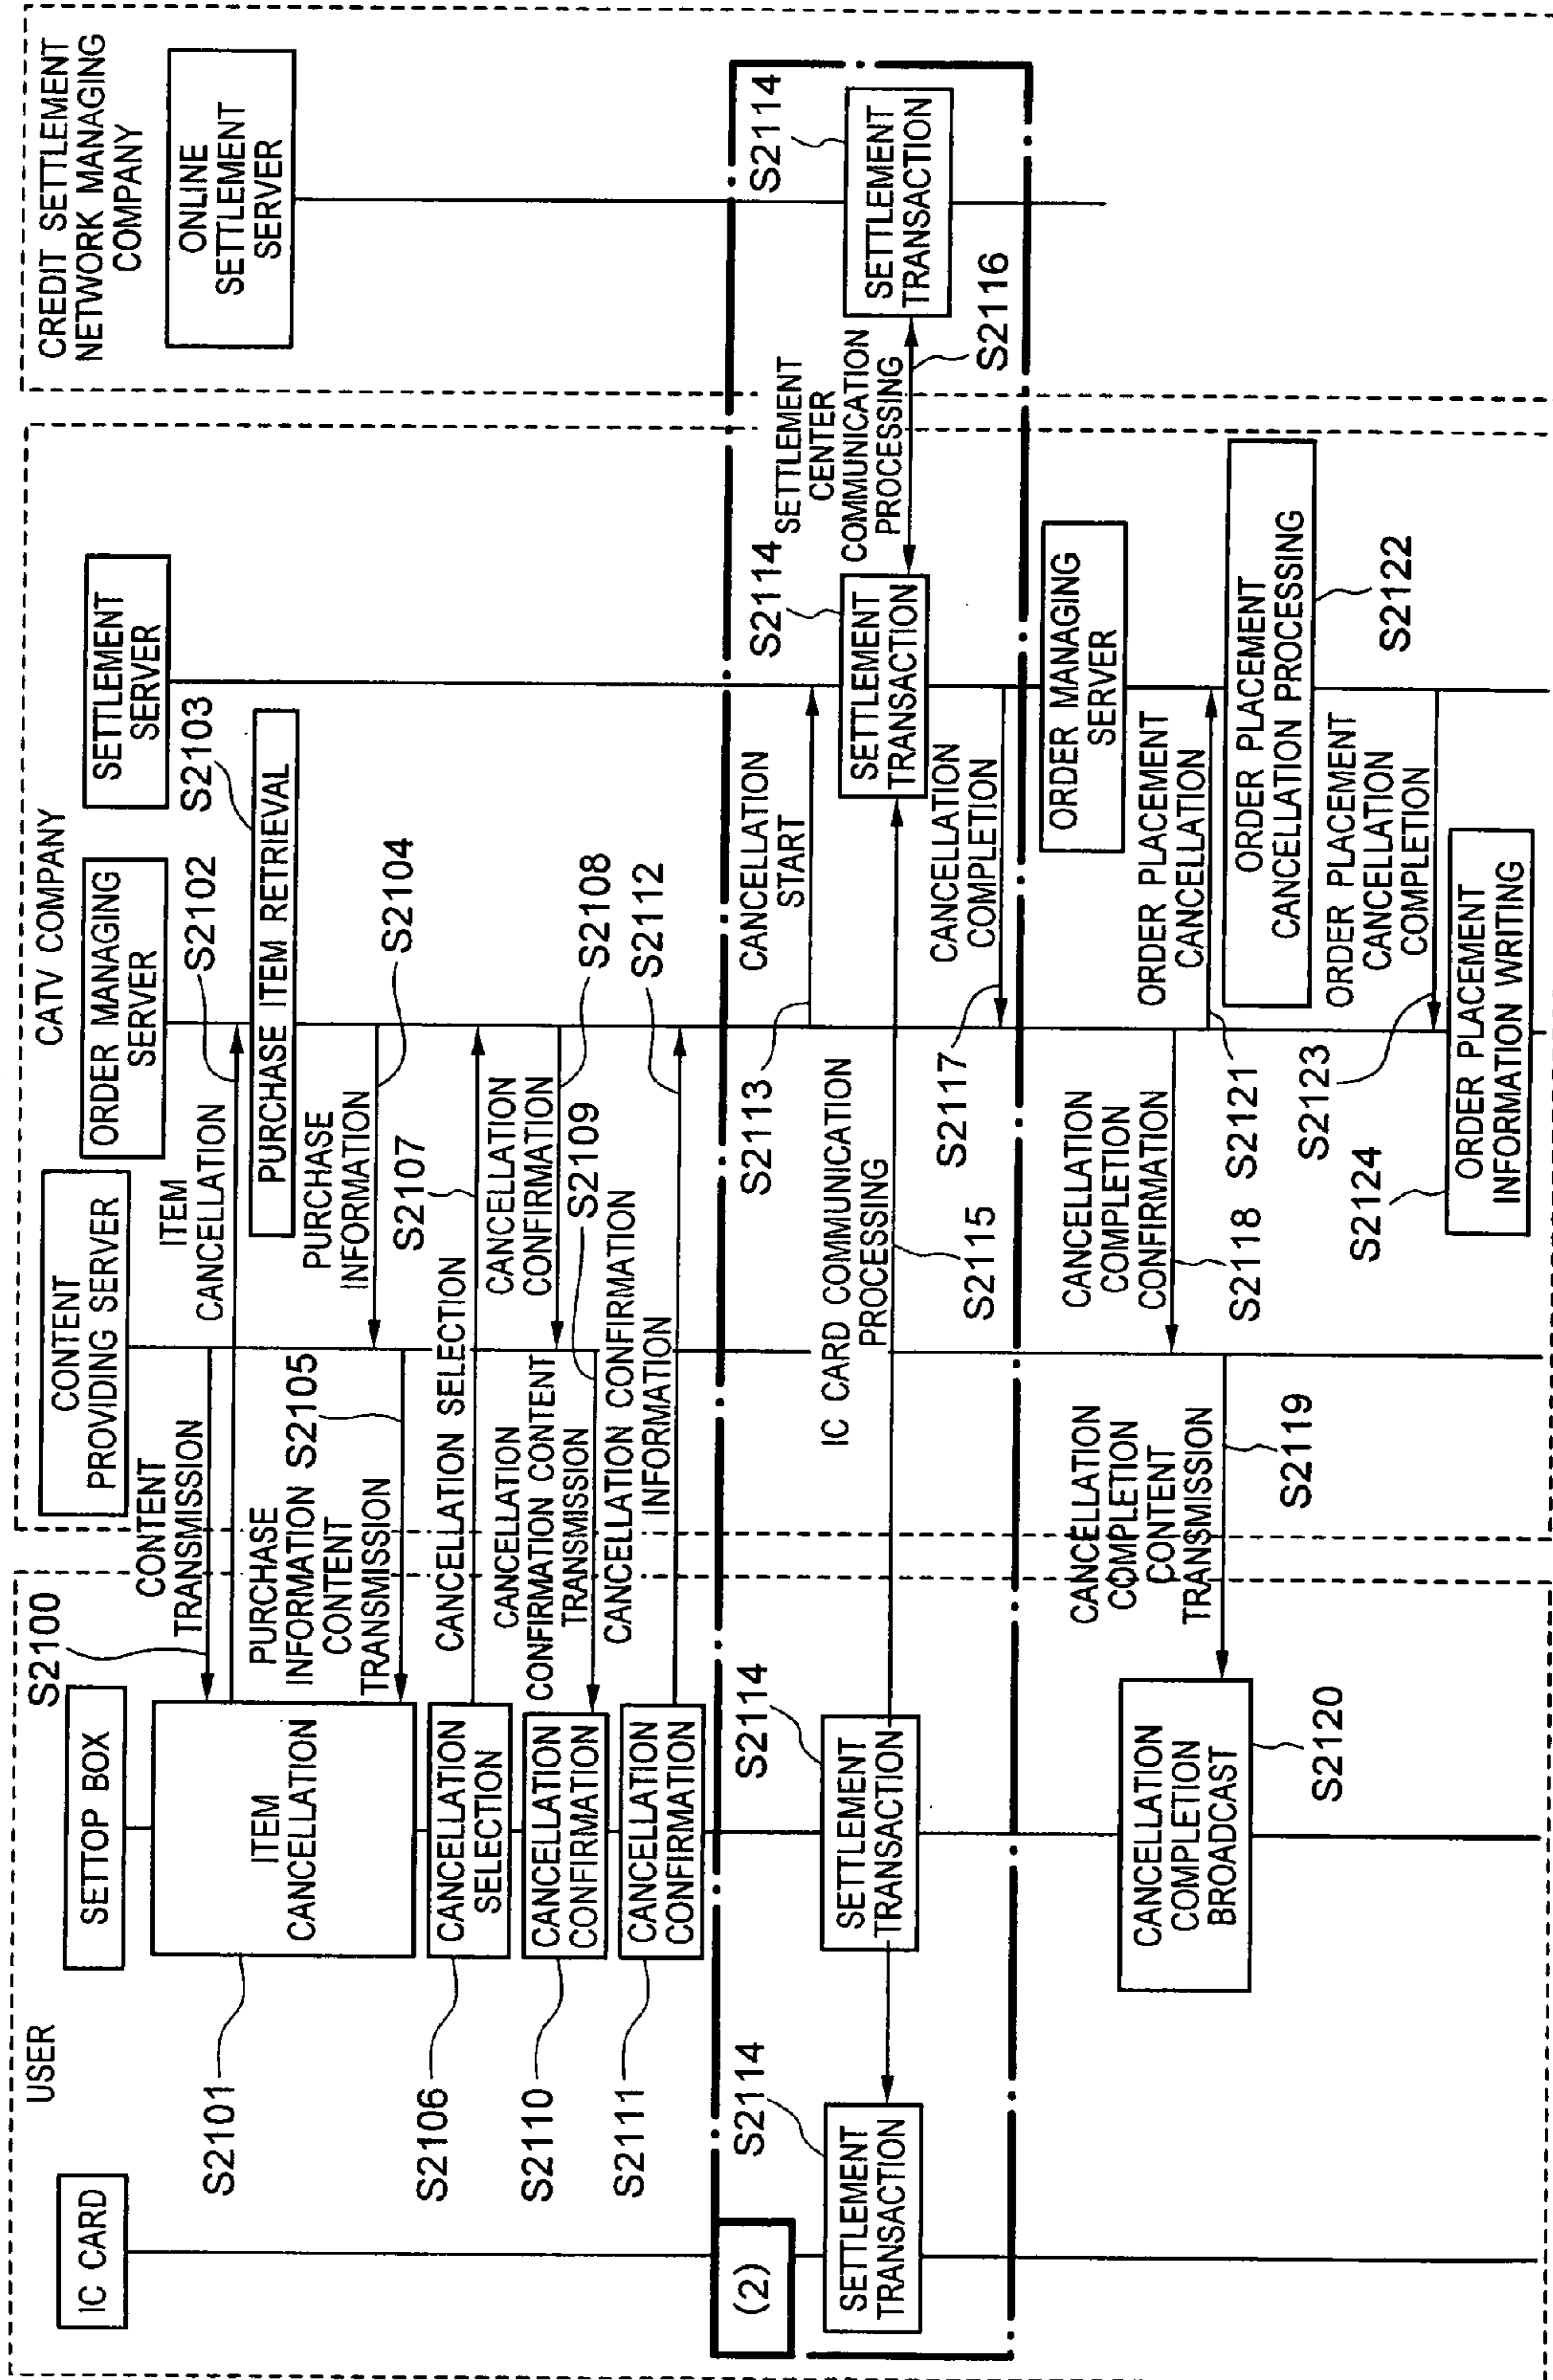 USER
CATV COMPANY
CREDIT SETTLEMENT
NETWORK MANAGING
COMPANY
IC CARD
SETTOP BOX
CONTENT
PROVIDING SERVER
ORDER MANAGING
SERVER
SETTLEMENT
SERVER
ONLINE
SETTLEMENT
SERVER
S2100
CONTENT
TRANSMISSION
ITEM
CANCELLATION
S2101
ITEM
CANCELLATION
S2102
S2103
PURCHASE ITEM RETRIEVAL
PURCHASE
INFORMATION
S2104
PURCHASE
INFORMATION
CONTENT
TRANSMISSION
S2105
CANCELLATION
SELECTION
S2106
CANCELLATION SELECTION
S2107
CANCELLATION
CONFIRMATION
S2108
CANCELLATION
CONFIRMATION CONTENT
TRANSMISSION
S2109
CANCELLATION
CONFIRMATION
S2110
CANCELLATION
CONFIRMATION
S2111
CANCELLATION CONFIRMATION
INFORMATION
S2112
(2)
CANCELLATION
START
S2113
SETTLEMENT
TRANSACTION
S2114
SETTLEMENT
TRANSACTION
S2114
SETTLEMENT
TRANSACTION
S2114
SETTLEMENT
TRANSACTION
S2114
IC CARD COMMUNICATION
PROCESSING
S2115
SETTLEMENT
CENTER
COMMUNICATION
PROCESSING
S2116
CANCELLATION
COMPLETION
S2117
ORDER MANAGING
SERVER
CANCELLATION
COMPLETION
CONFIRMATION
S2118
CANCELLATION
COMPLETION
CONTENT
TRANSMISSION
S2119
CANCELLATION
COMPLETION
BROADCAST
S2120
ORDER PLACEMENT
CANCELLATION
S2121
ORDER PLACEMENT
CANCELLATION PROCESSING
S2122
ORDER PLACEMENT
CANCELLATION
COMPLETION
S2123
ORDER PLACEMENT
INFORMATION WRITING
S2124